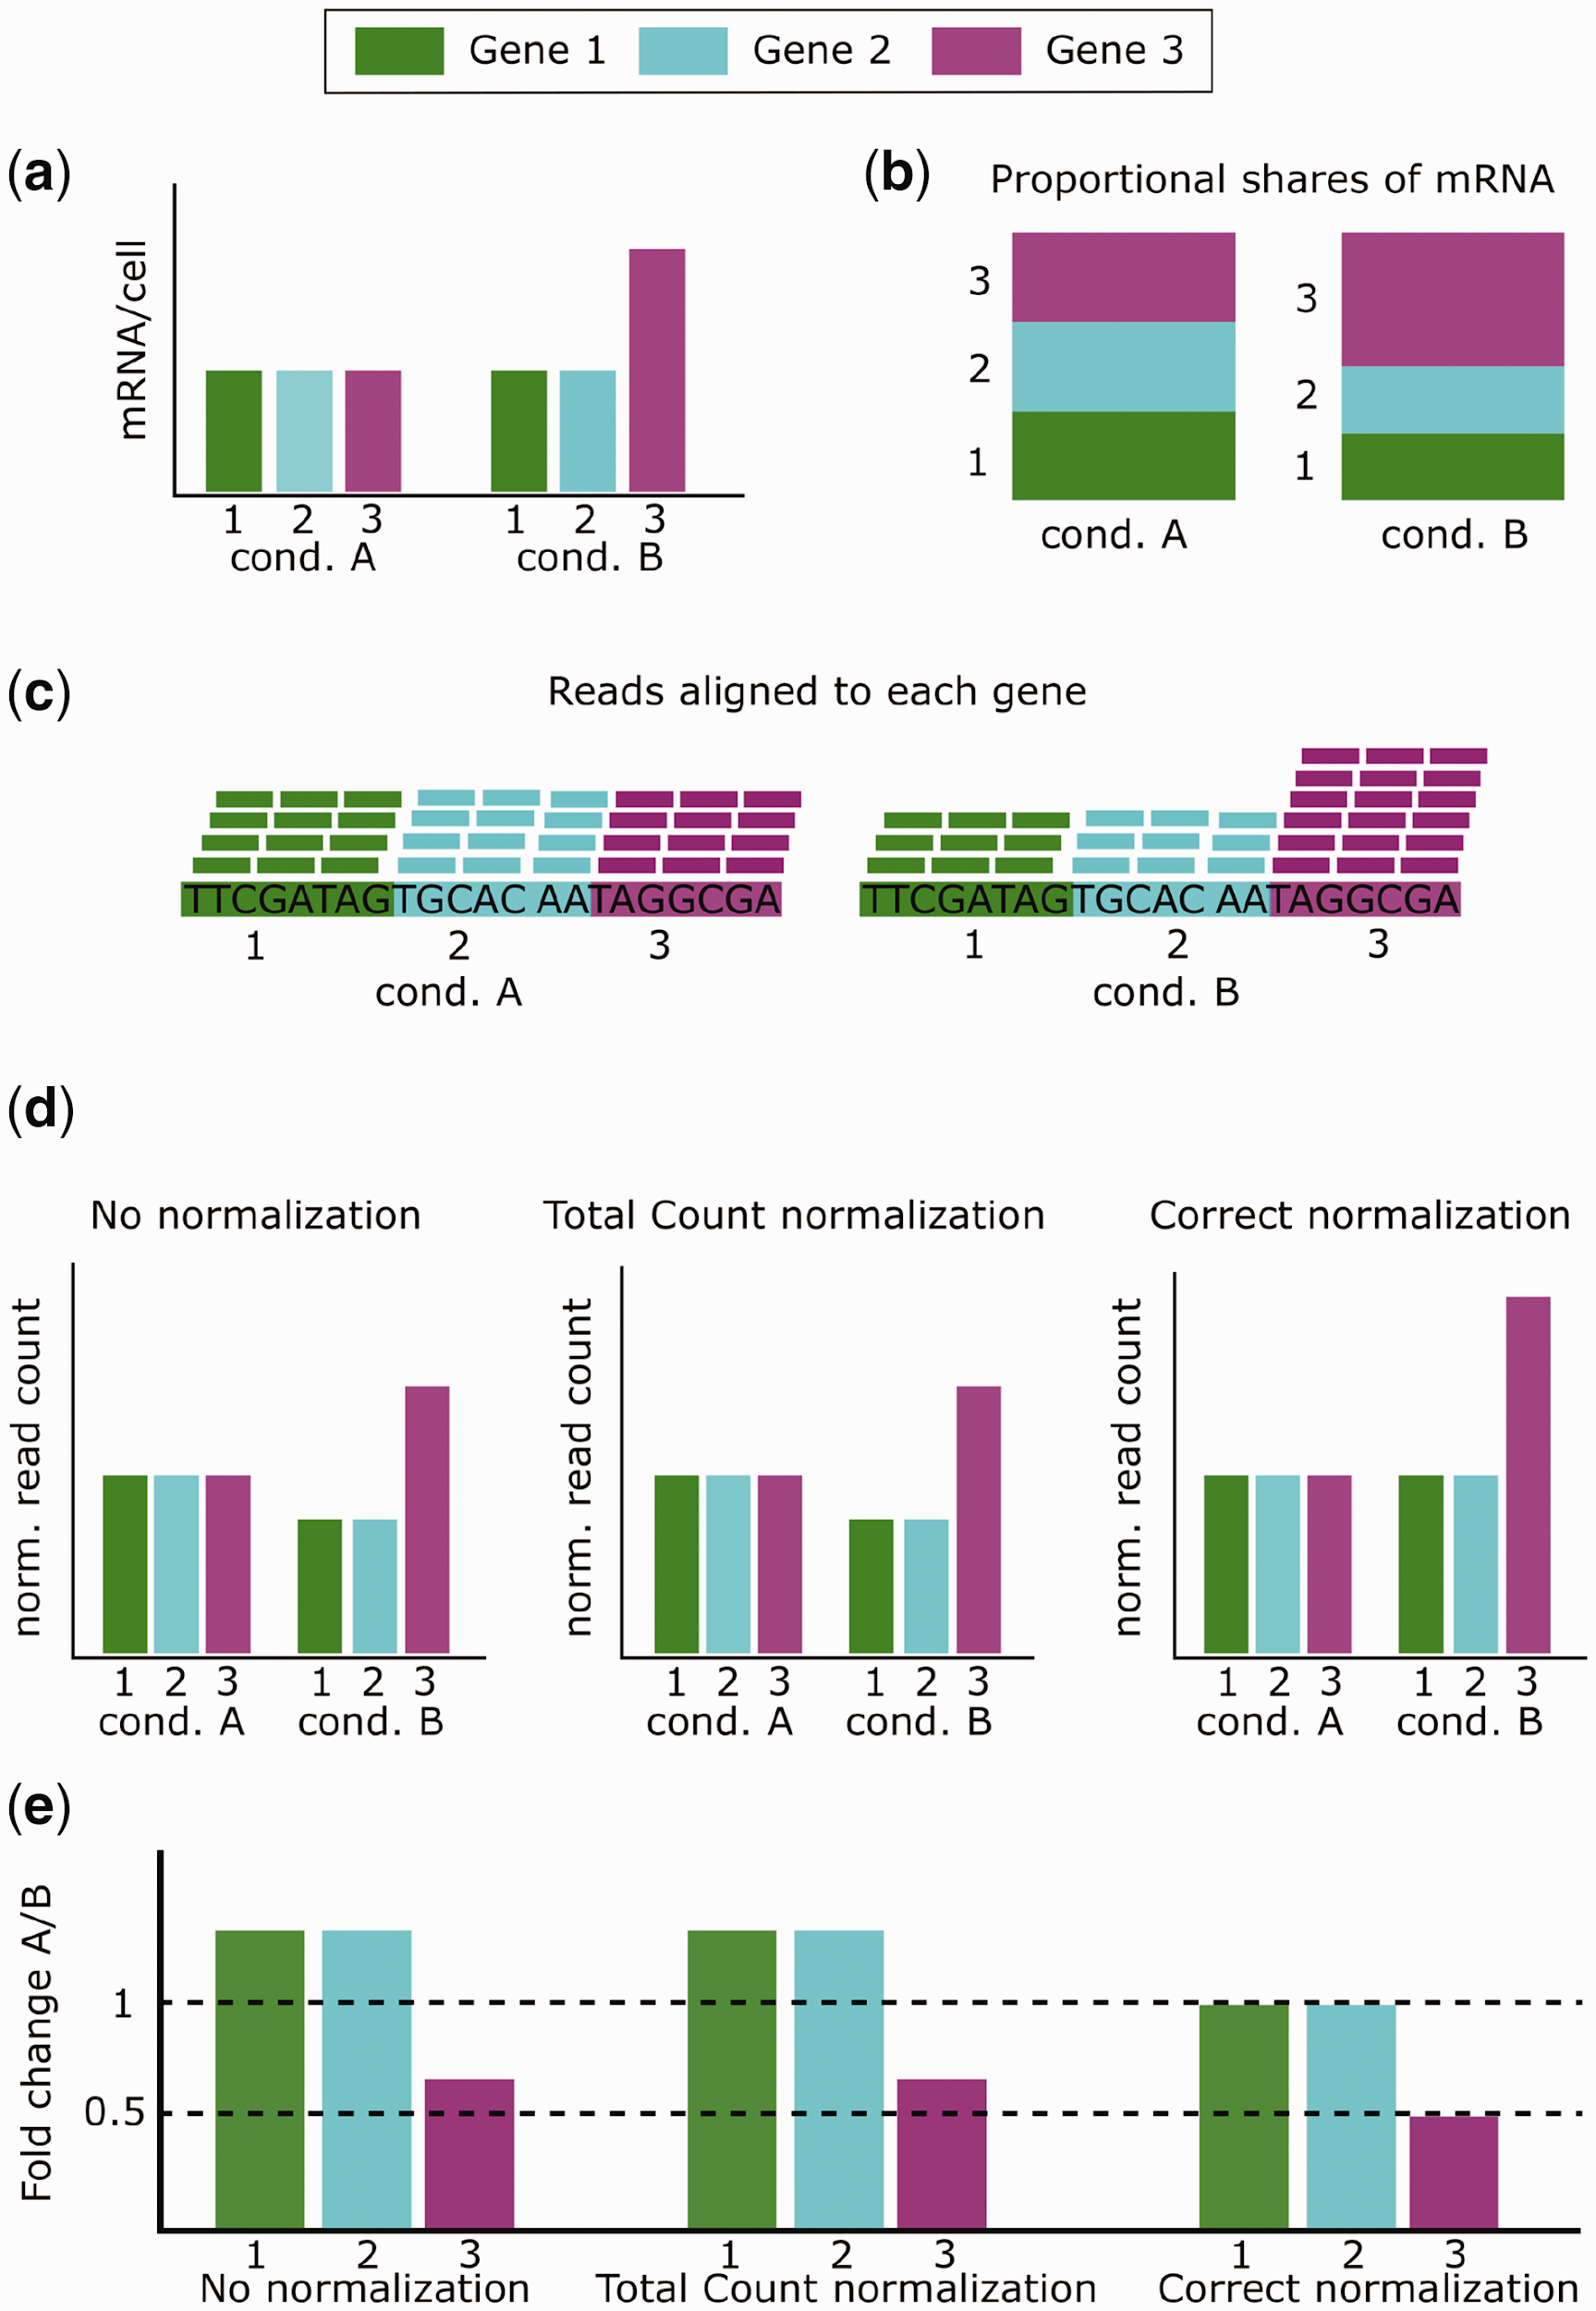 Gene 1 Gene 2 Gene 3
(a)
mRNA/cell
1 2 3 1 2 3
cond. A cond. B
(b)
Proportional shares of mRNA
3 3
2 2
1 1
cond. A cond. B
(c)
Reads aligned to each gene
TTCGATAGTGCAC AATAGGCGA TTCGATAGTGCAC AATAGGCGA
1 2 3 1 2 3
cond. A cond. B
(d)
No normalization Total Count normalization Correct normalization
norm. read count norm. read count norm. read count
1 2 3 1 2 3 1 2 3 1 2 3 1 2 3 1 2 3
cond. A cond. B cond. A cond. B cond. A cond. B
(e)
Fold change A/B
1
0.5
1 2 3 1 2 3 1 2 3
No normalization Total Count normalization Correct normalization